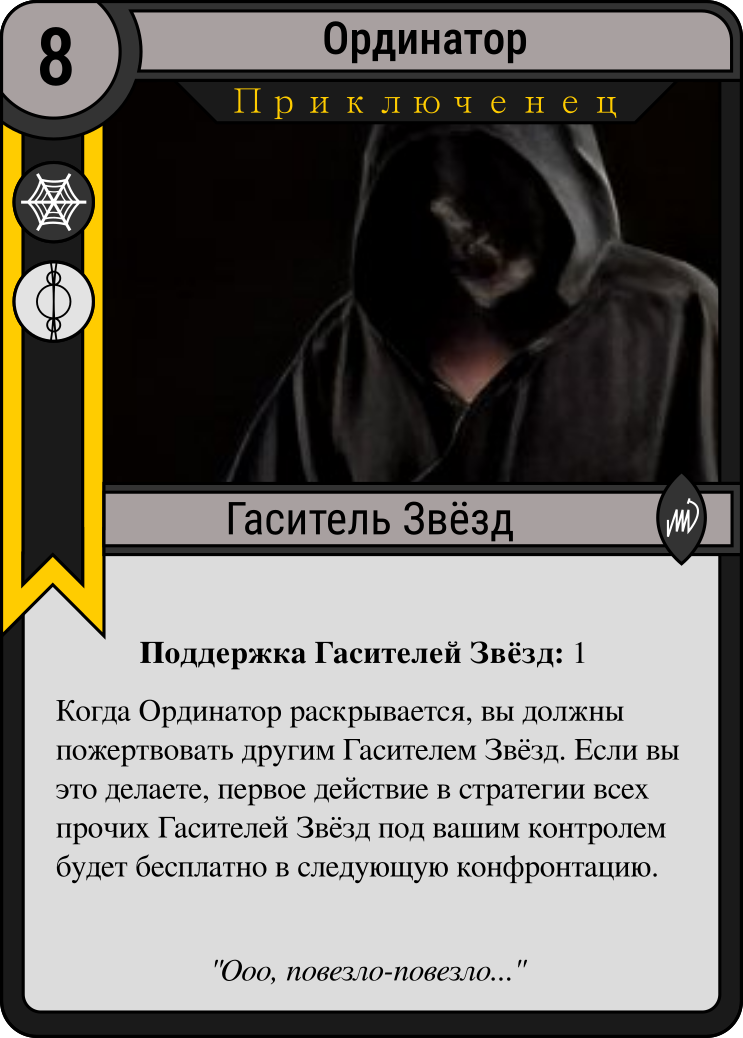 8
Ординатор
Приключенец
Гаситель Звёзд
Поддержка Гасителей Звёзд: 1
Когда Ординатор раскрывается, вы должны
пожертвовать другим Гасителем Звёзд. Если вы
это делаете, первое действие в стратегии всех
прочих Гасителей Звёзд под вашим контролем
будет бесплатно в следующую конфронтацию.
"Ооо, повезло-повезло..."